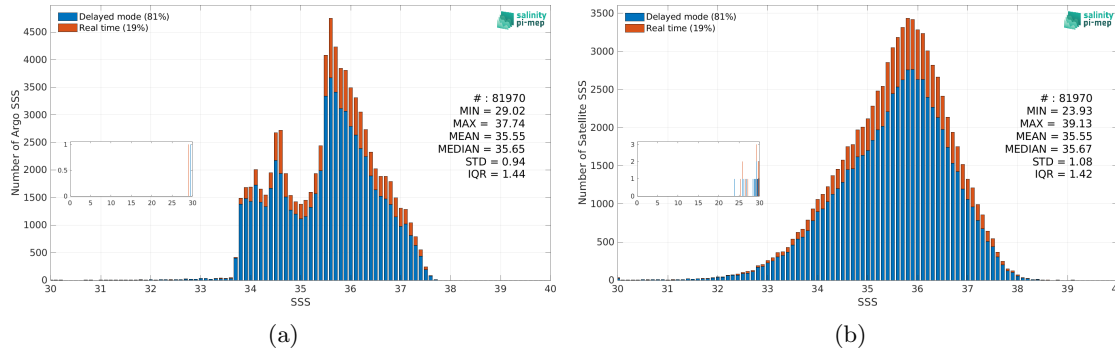 Delayed mode (81%)
Real time (19%)
salinity
pi-mep
Number of Argo SSS
4500
4000
3500
3000
2500
2000
1500
1000
500
0
# : 81970
MIN = 29.02
MAX = 37.74
MEAN = 35.55
MEDIAN = 35.65
STD = 0.94
IQR = 1.44
1
0.5
0
0 5 10 15 20 25 30
30 31 32 33 34 35 36 37 38 39 40
SSS
(a)
Delayed mode (81%)
Real time (19%)
salinity
pi-mep
Number of Satellite SSS
3500
3000
2500
2000
1500
1000
500
0
# : 81970
MIN = 23.93
MAX = 39.13
MEAN = 35.55
MEDIAN = 35.67
STD = 1.08
IQR = 1.42
3
2
1
0
0 5 10 15 20 25 30
30 31 32 33 34 35 36 37 38 39 4
SSS
(b)